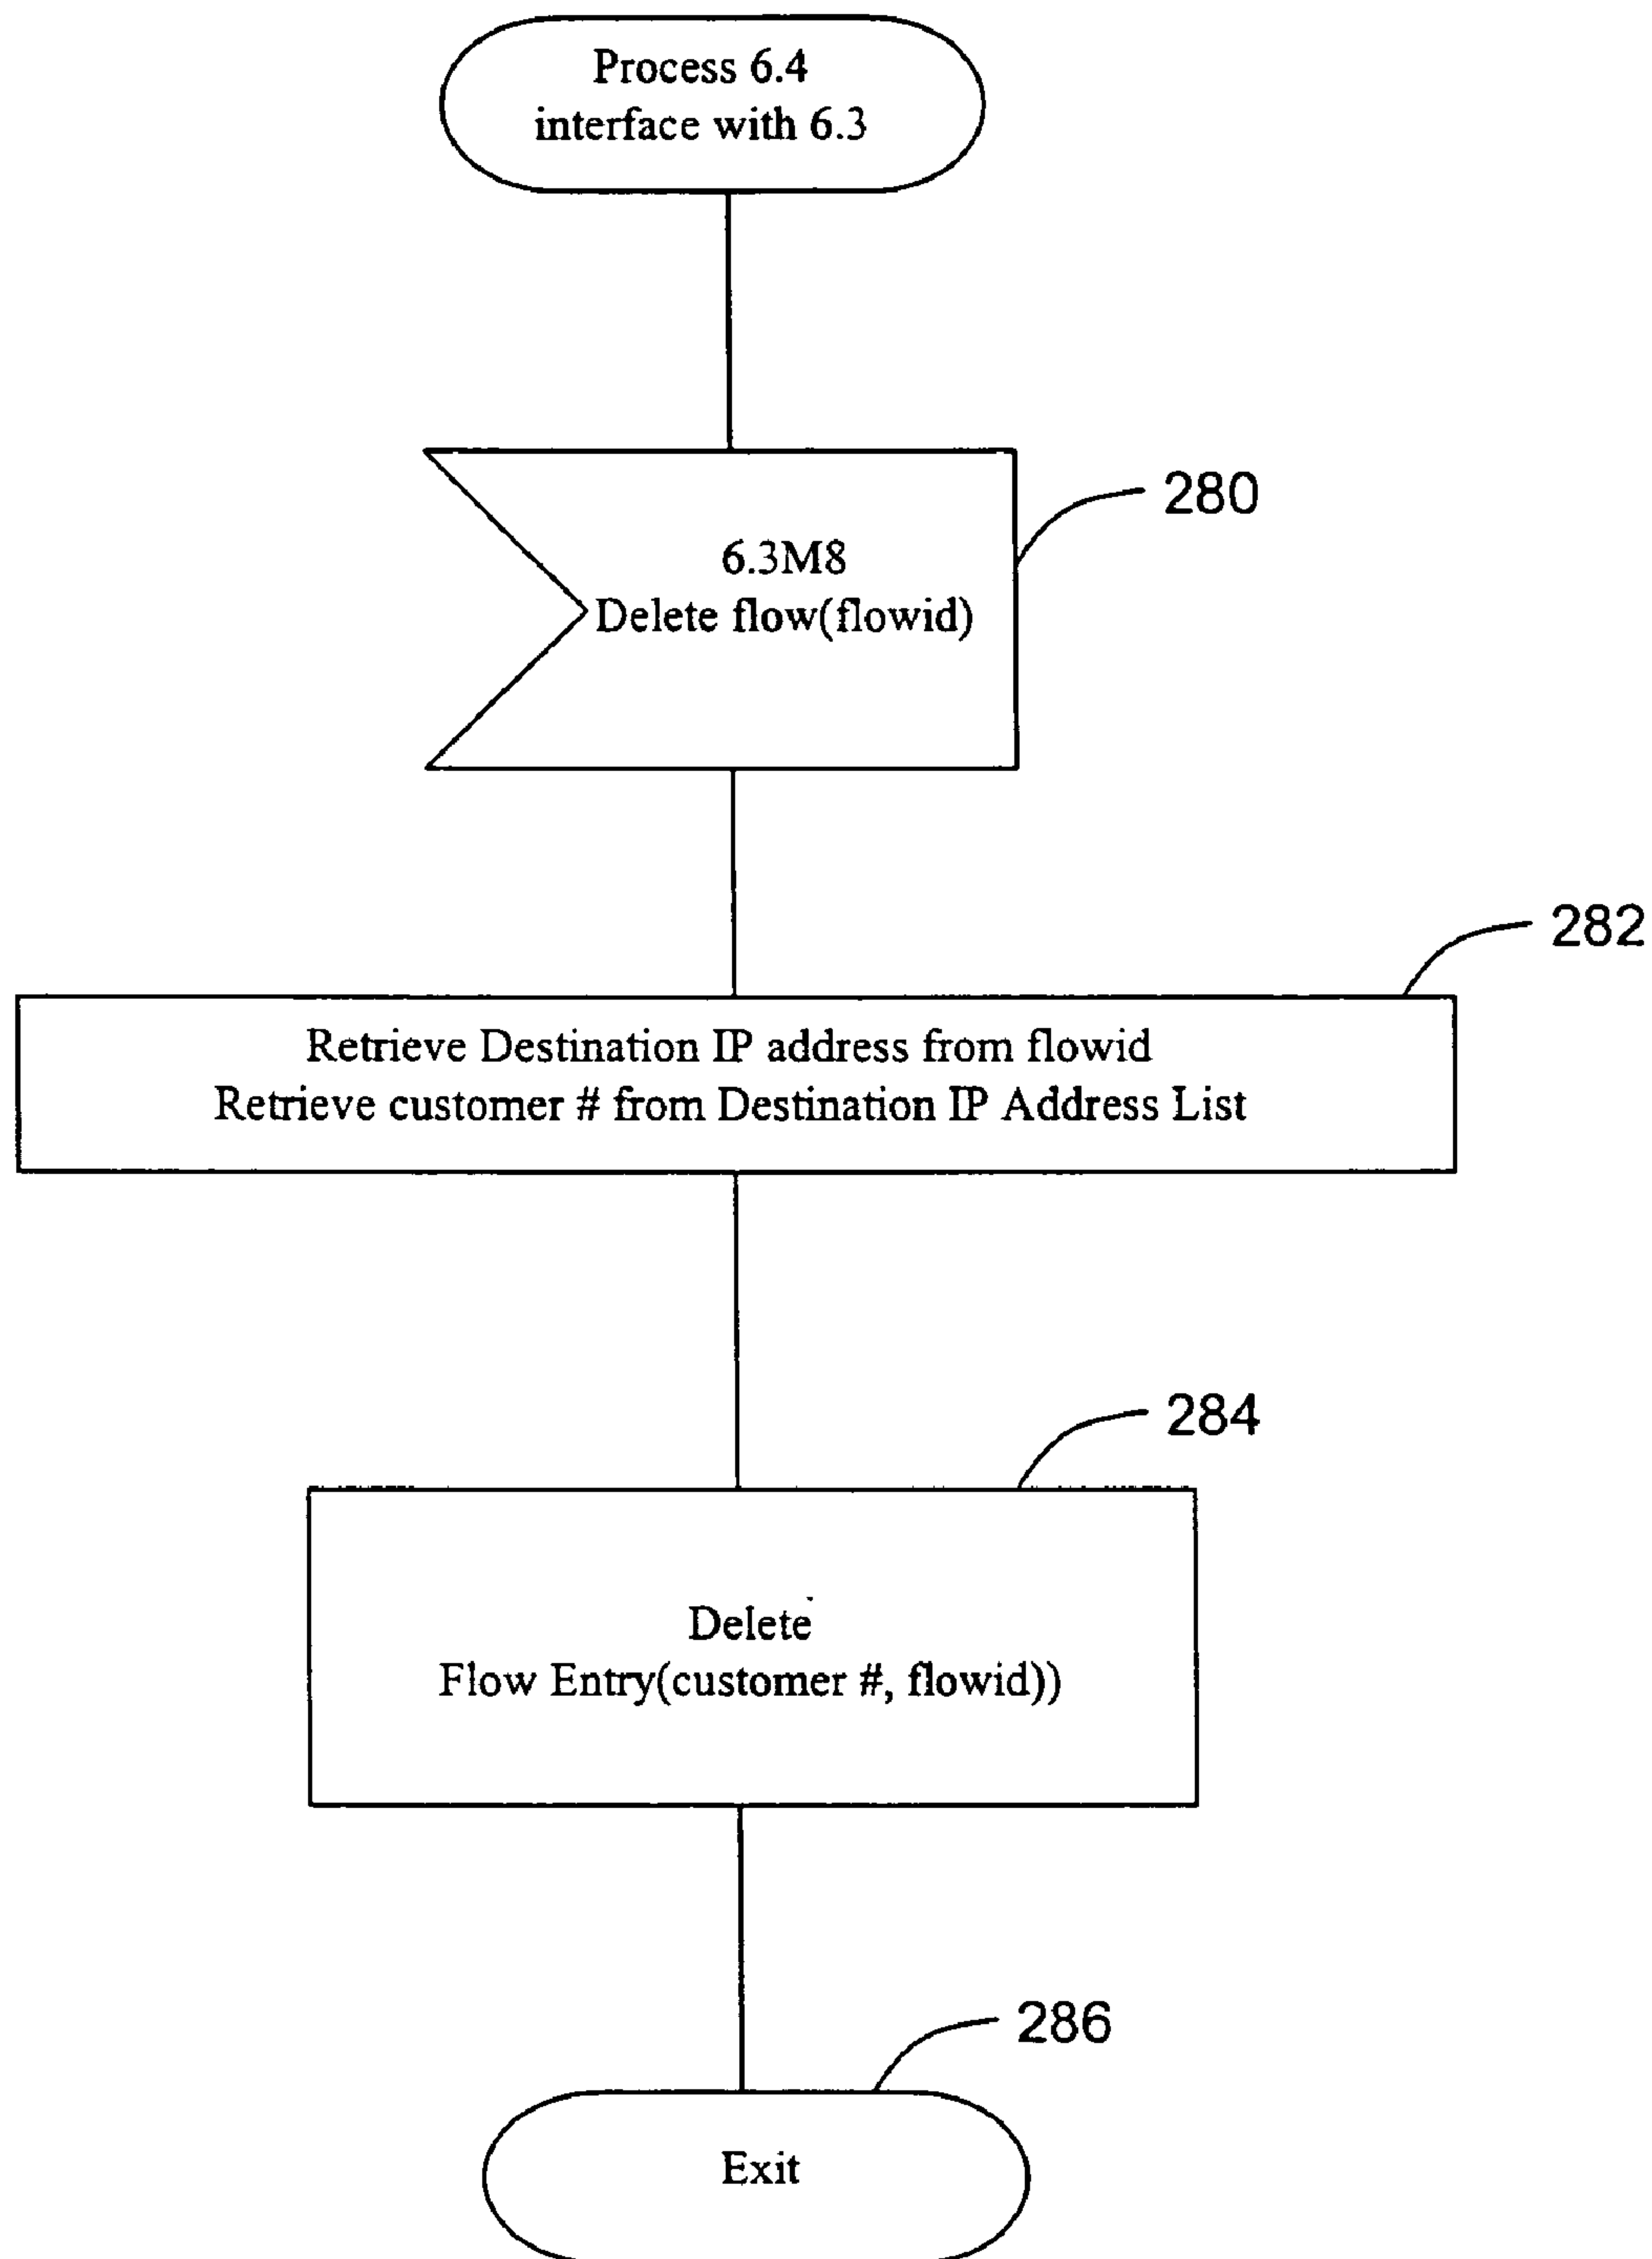 Process 6.4
interface with 6.3
280
6.3M8
Delete flow(flowid)
282
Retrieve Destination IP address from flowid
Retrieve customer # from Destination IP Address List
284
Delete
Flow Entry(customer #, flowid))
286
Exit